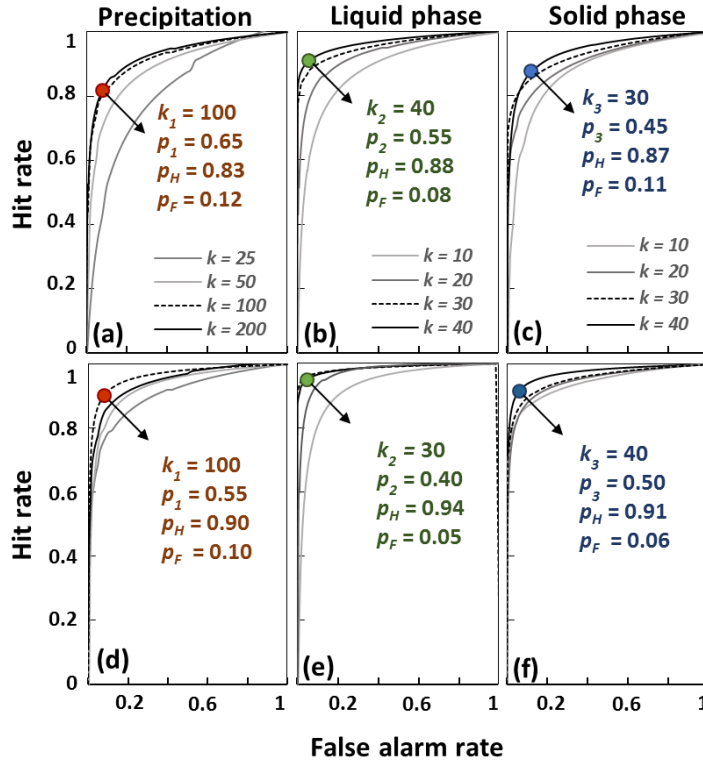 Precipitation
Liquid phase
Solid phase
Hit rate
1
0.8
0.6
0.4
0.2
0
k1 = 100
p1 = 0.65
pH = 0.83
pF = 0.12
k = 25
k = 50
k = 100
k = 200
(a)
k2 = 40
p2 = 0.55
pH = 0.88
pF = 0.08
k = 10
k = 20
k = 30
k = 40
(b)
k3 = 30
p3 = 0.45
pH = 0.87
pF = 0.11
k = 10
k = 20
k = 30
k = 40
(c)
Hit rate
1
0.8
0.6
0.4
0.2
0
k1 = 100
p1 = 0.55
pH = 0.90
pF = 0.10
(d)
k2 = 30
p2 = 0.40
pH = 0.94
pF = 0.05
(e)
k3 = 40
p3 = 0.50
pH = 0.91
pF = 0.06
(f)
0.2 0.6 1
0.2 0.6 1
0.2 0.6 1
False alarm rate